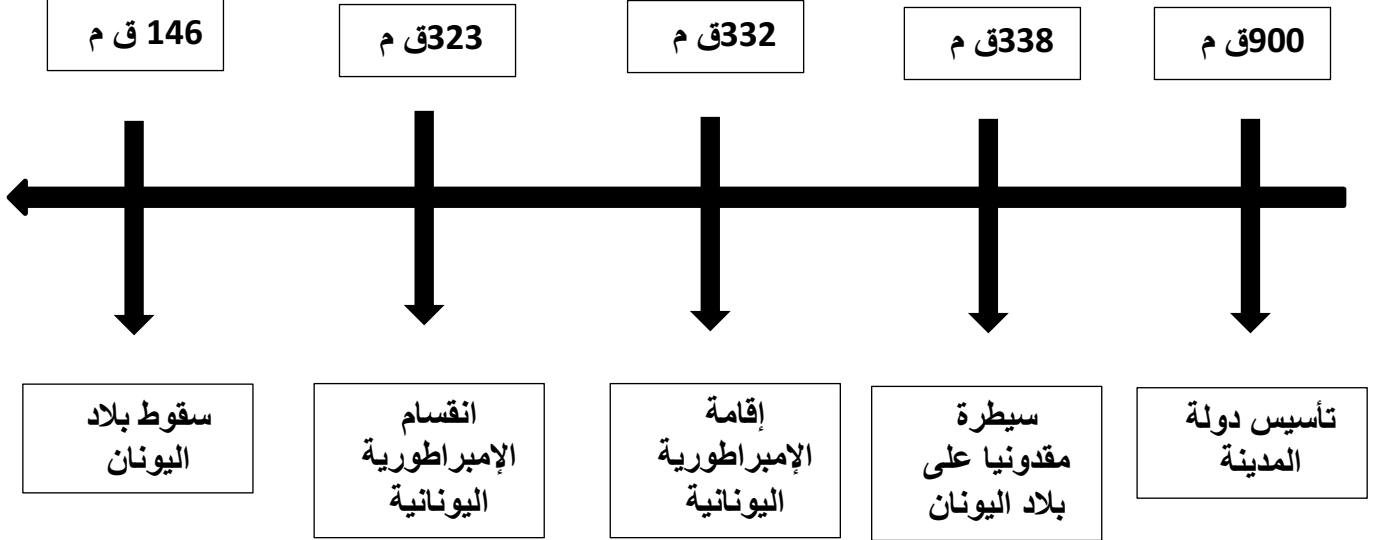 900ق م
338ق م
332ق م
323ق م
146 ق م
تأسيس دولة
المدينة
سيطرة
مقدونيا على
بلاد اليونان
إقامة
الإمبراطورية
اليونانية
انقسام
الإمبراطورية
اليونانية
سقوط بلاد
اليونان